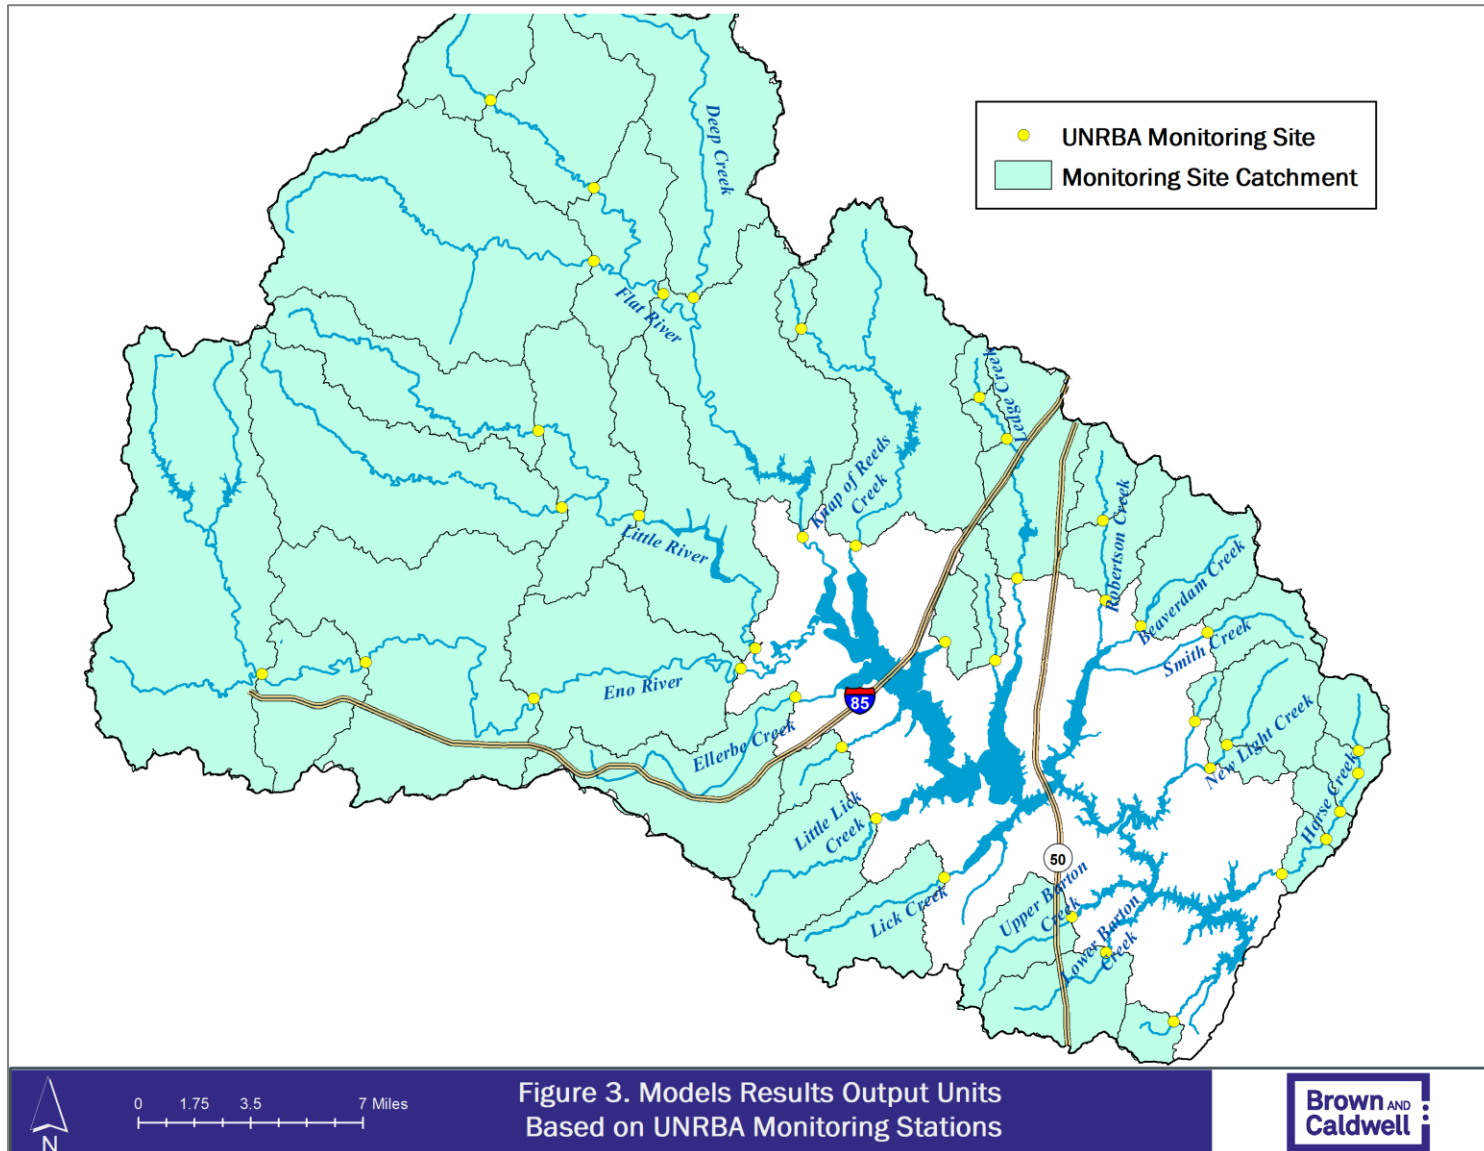 Deep Creek
UNRBA Monitoring Site
Monitoring Site Catchment
Flat River
Ledge Creek
Knap of Reeds
Creek
Robertson Creek
Little River
Beaverdam Creek
Smith Creek
Eno River
85
New Light Creek
Ellerbe Creek
Horse Creek
Little Lick
Creek
50
Lick Creek
Upper Barton
Creek
Lower Barton
Creek
N
0 1.75 3.5 7 Miles
Figure 3. Models Results Output Units
Based on UNRBA Monitoring Stations
Brown AND
Caldwell